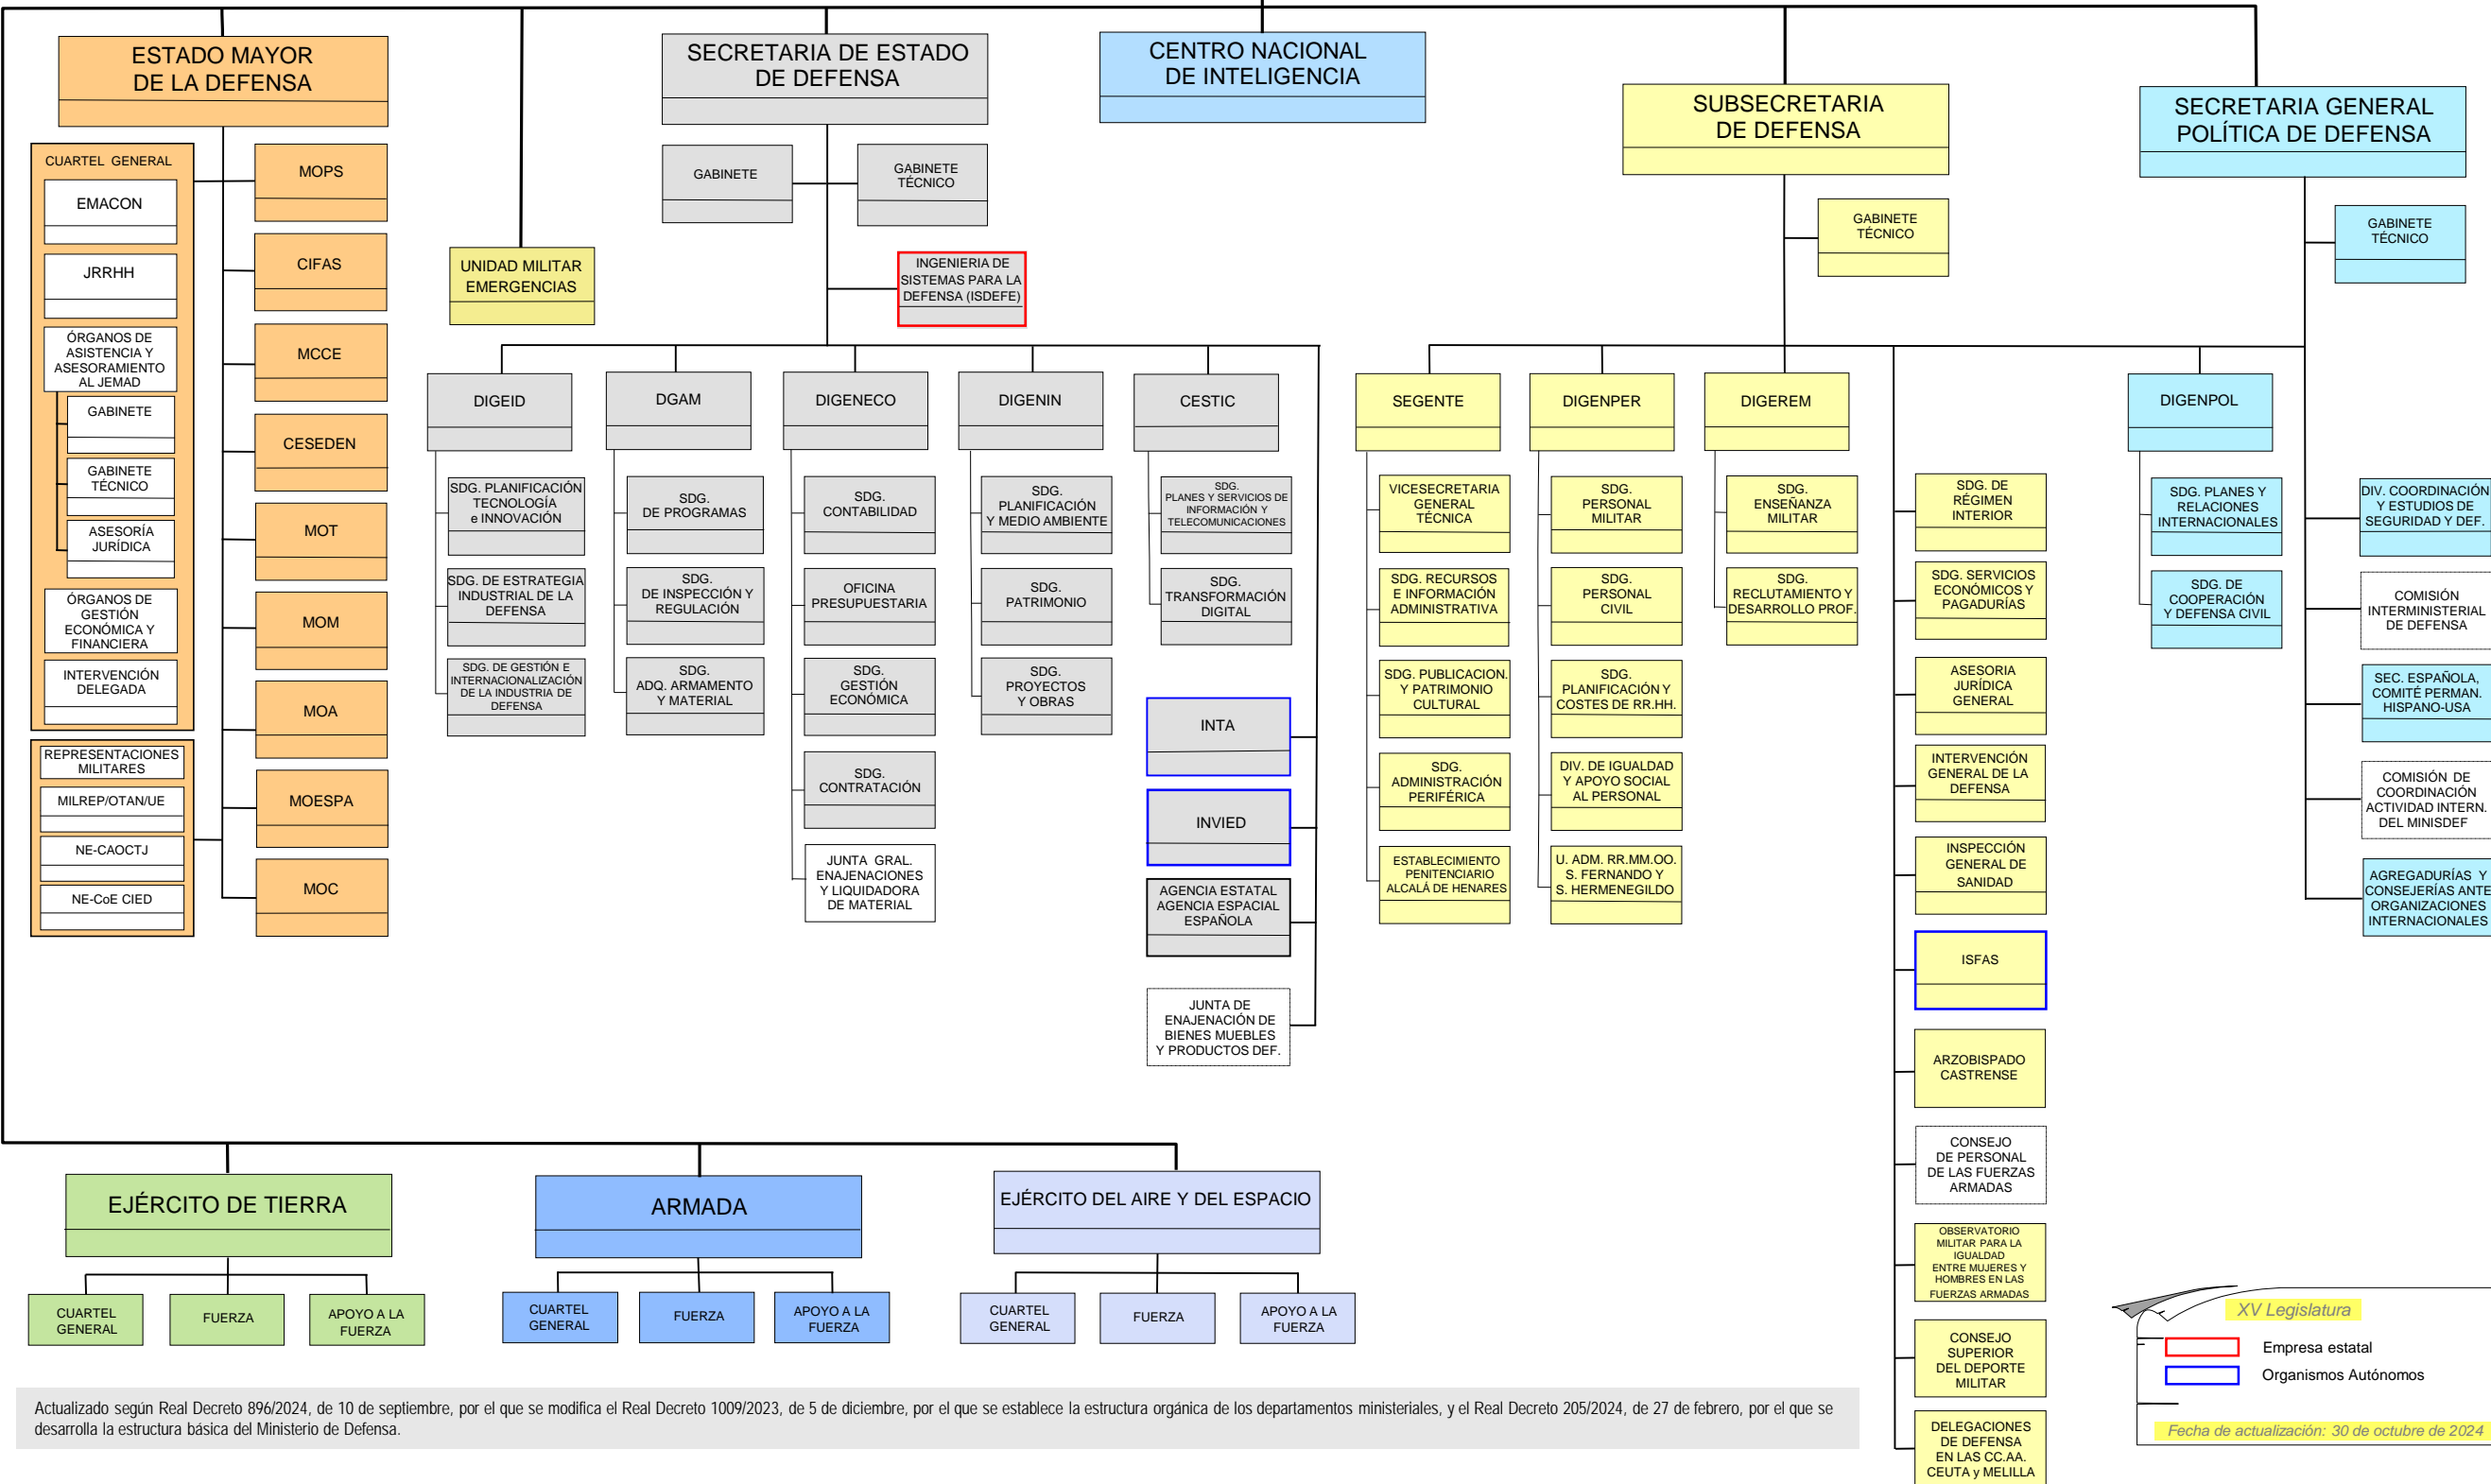 ESTADO MAYOR
DE LA DEFENSA
CUARTEL GENERAL
EMACON
JRRHH
ÓRGANOS DE
ASISTENCIA Y
ASESORAMIENTO
AL JEMAD
GABINETE
GABINETE
TÉCNICO
ASESORÍA
JURÍDICA
ÓRGANOS DE
GESTIÓN
ECONÓMICA Y
FINANCIERA
INTERVENCIÓN
DELEGADA
REPRESENTACIONES
MILITARES
MILREP/OTAN/UE
NE-CAOCTJ
NE-CoE CIED
MOPS
CIFAS
MCCE
CESEDEN
MOT
MOM
MOA
MOESPA
MOC
UNIDAD MILITAR
EMERGENCIAS
SECRETARIA DE ESTADO
DE DEFENSA
GABINETE
GABINETE
TÉCNICO
INGENIERIA DE
SISTEMAS PARA LA
DEFENSA (ISDEFE)
DIGEID
SDG. PLANIFICACIÓN
TECNOLOGÍA
e INNOVACIÓN
SDG. DE ESTRATEGIA
INDUSTRIAL DE LA
DEFENSA
SDG. DE GESTIÓN E
INTERNACIONALIZACIÓN
DE LA INDUSTRIA DE
DEFENSA
DGAM
SDG.
DE PROGRAMAS
SDG.
DE INSPECCIÓN Y
REGULACIÓN
SDG.
ADQ. ARMAMENTO
Y MATERIAL
DIGENECO
SDG.
CONTABILIDAD
OFICINA
PRESUPUESTARIA
SDG.
GESTIÓN
ECONÓMICA
SDG.
CONTRATACIÓN
JUNTA GRAL.
ENAJENACIONES
Y LIQUIDADORA
DE MATERIAL
DIGENIN
SDG.
PLANIFICACIÓN
Y MEDIO AMBIENTE
SDG.
PATRIMONIO
SDG.
PROYECTOS
Y OBRAS
CESTIC
SDG.
PLANES Y SERVICIOS DE
INFORMACIÓN Y
TELECOMUNICACIONES
SDG.
TRANSFORMACIÓN
DIGITAL
INTA
INVIED
AGENCIA ESTATAL
AGENCIA ESPACIAL
ESPAÑOLA
JUNTA DE
ENAJENACIÓN DE
BIENES MUEBLES
Y PRODUCTOS DEF.
CENTRO NACIONAL
DE INTELIGENCIA
SUBSECRETARIA
DE DEFENSA
GABINETE
TÉCNICO
SEGENTE
VICESECRETARIA
GENERAL
TÉCNICA
SDG. RECURSOS
E INFORMACIÓN
ADMINISTRATIVA
SDG. PUBLICACION.
Y PATRIMONIO
CULTURAL
SDG.
ADMINISTRACIÓN
PERIFÉRICA
ESTABLECIMIENTO
PENITENCIARIO
ALCALÁ DE HENARES
DIGENPER
SDG.
PERSONAL
MILITAR
SDG.
PERSONAL
CIVIL
SDG.
PLANIFICACIÓN Y
COSTES DE RR.HH.
DIV. DE IGUALDAD
Y APOYO SOCIAL
AL PERSONAL
U. ADM. RR.MM.OO.
S. FERNANDO Y
S. HERMENEGILDO
DIGEREM
SDG.
ENSEÑANZA
MILITAR
SDG.
RECLUTAMIENTO Y
DESARROLLO PROF.
SDG. DE
RÉGIMEN
INTERIOR
SDG. SERVICIOS
ECONÓMICOS Y
PAGADURÍAS
ASESORIA
JURÍDICA
GENERAL
INTERVENCIÓN
GENERAL DE LA
DEFENSA
INSPECCIÓN
GENERAL DE
SANIDAD
ISFAS
ARZOBISPADO
CASTRENSE
CONSEJO
DE PERSONAL
DE LAS FUERZAS
ARMADAS
OBSERVATORIO
MILITAR PARA LA
IGUALDAD
ENTRE MUJERES Y
HOMBRES EN LAS
FUERZAS ARMADAS
CONSEJO
SUPERIOR
DEL DEPORTE
MILITAR
DELEGACIONES
DE DEFENSA
EN LAS CC.AA.
CEUTA y MELILLA
SECRETARIA GENERAL
POLÍTICA DE DEFENSA
GABINETE
TÉCNICO
DIGENPOL
SDG. PLANES Y
RELACIONES
INTERNACIONALES
SDG. DE
COOPERACIÓN
Y DEFENSA CIVIL
DIV. COORDINACIÓN
Y ESTUDIOS DE
SEGURIDAD Y DEF.
COMISIÓN
INTERMINISTERIAL
DE DEFENSA
SEC. ESPAÑOLA,
COMITÉ PERMAN.
HISPANO-USA
COMISIÓN DE
COORDINACIÓN
ACTIVIDAD INTERN.
DEL MINISDEF
AGREGADURÍAS Y
CONSEJERÍAS ANTE
ORGANIZACIONES
INTERNACIONALES
EJÉRCITO DE TIERRA
CUARTEL
GENERAL
FUERZA
APOYO A LA
FUERZA
ARMADA
CUARTEL
GENERAL
FUERZA
APOYO A LA
FUERZA
EJÉRCITO DEL AIRE Y DEL ESPACIO
CUARTEL
GENERAL
FUERZA
APOYO A LA
FUERZA
XV Legislatura
Empresa estatal
Organismos Autónomos
Fecha de actualización: 30 de octubre de 2024
Actualizado según Real Decreto 896/2024, de 10 de septiembre, por el que se modifica el Real Decreto 1009/2023, de 5 de diciembre, por el que se establece la estructura orgánica de los departamentos ministeriales, y el Real Decreto 205/2024, de 27 de febrero, por el que se
desarrolla la estructura básica del Ministerio de Defensa.